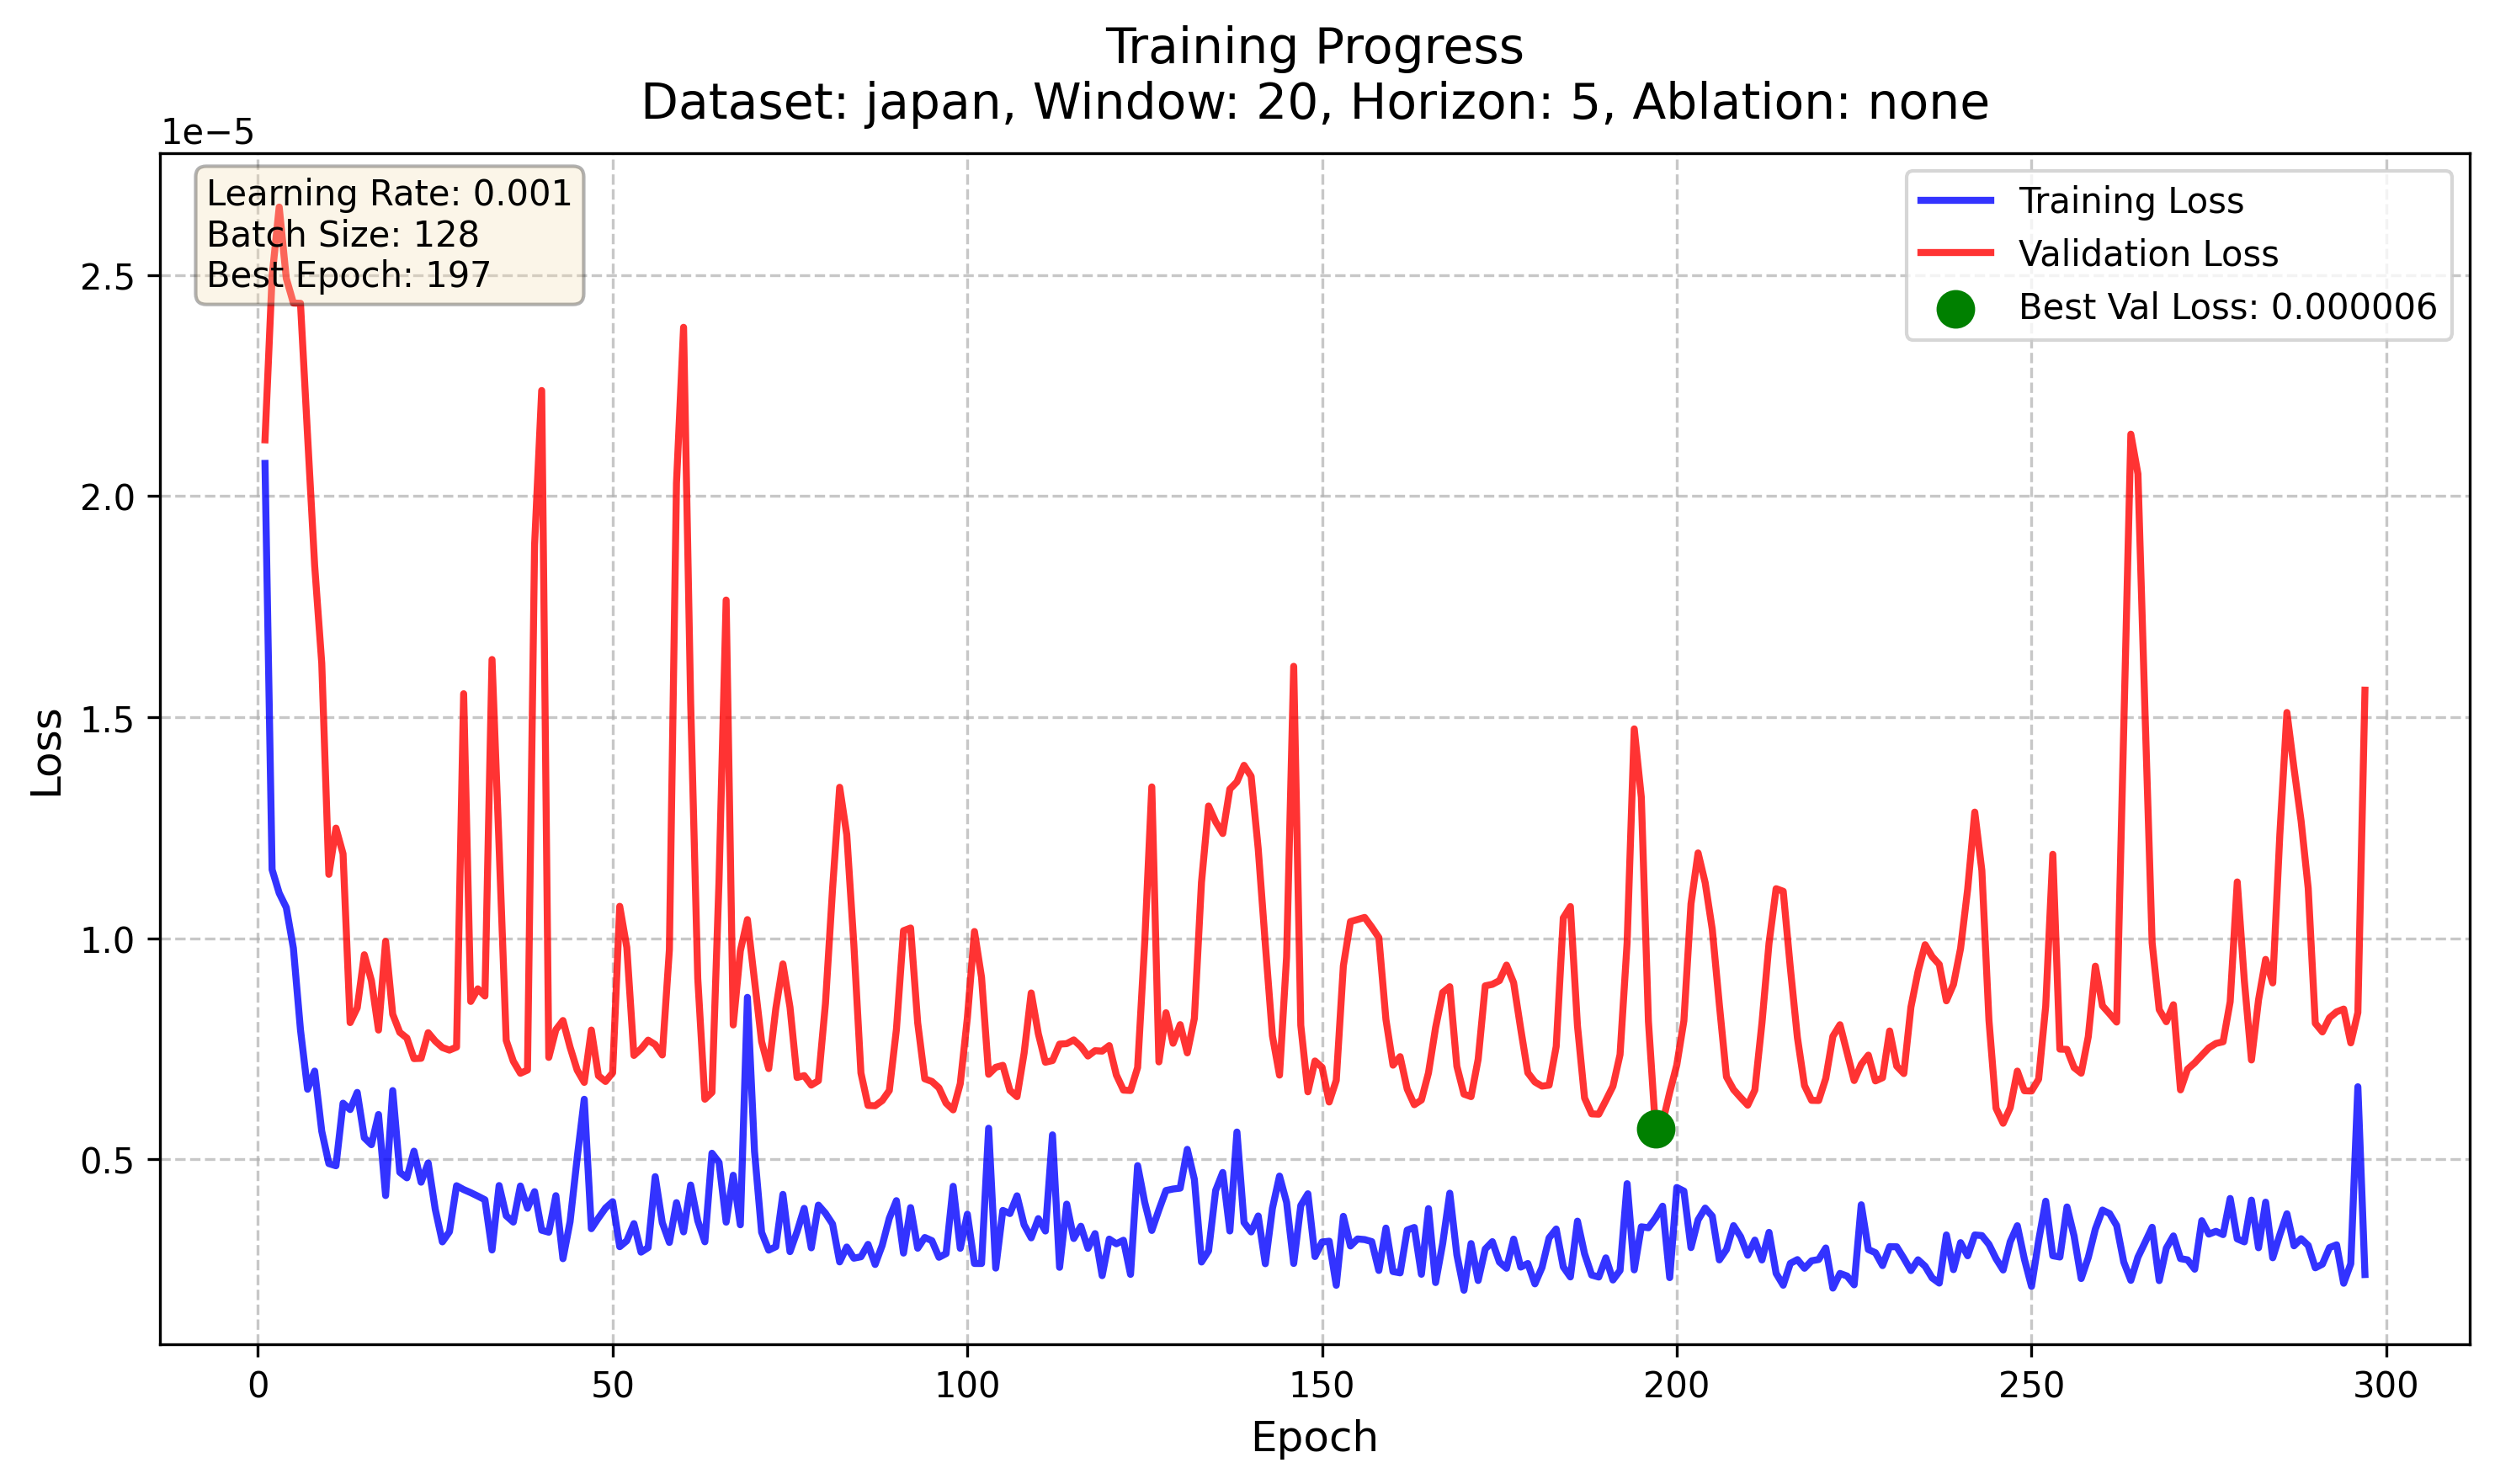 Training Progress
Dataset: japan, Window: 20, Horizon: 5, Ablation: none
1e−5
Learning Rate: 0.001
Batch Size: 128
Best Epoch: 197
Training Loss
Validation Loss
Best Val Loss: 0.000006
2.5
2.0
1.5
1.0
0.5
Loss
0 50 100 150 200 250 300
Epoch